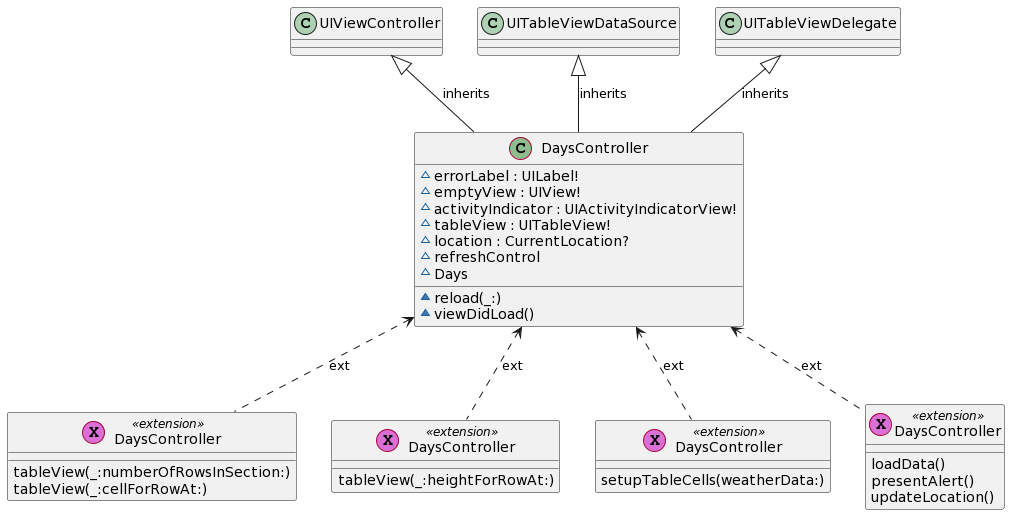 C UIViewController
C UITableViewDataSource
C UITableViewDelegate
inherits
inherits
inherits
C DaysController
errorLabel : UILabel!
emptyView : UIView!
activityIndicator : UIActivityIndicatorView!
tableView : UITableView!
location : CurrentLocation?
refreshControl
Days
reload(_:)
viewDidLoad()
ext
ext
ext
ext
X «extension»
DaysController
tableView(_:numberOfRowsInSection:)
tableView(_:cellForRowAt:)
X «extension»
DaysController
tableView(_:heightForRowAt:)
X «extension»
DaysController
setupTableCells(weatherData:)
X «extension»
DaysController
loadData()
presentAlert()
updateLocation()